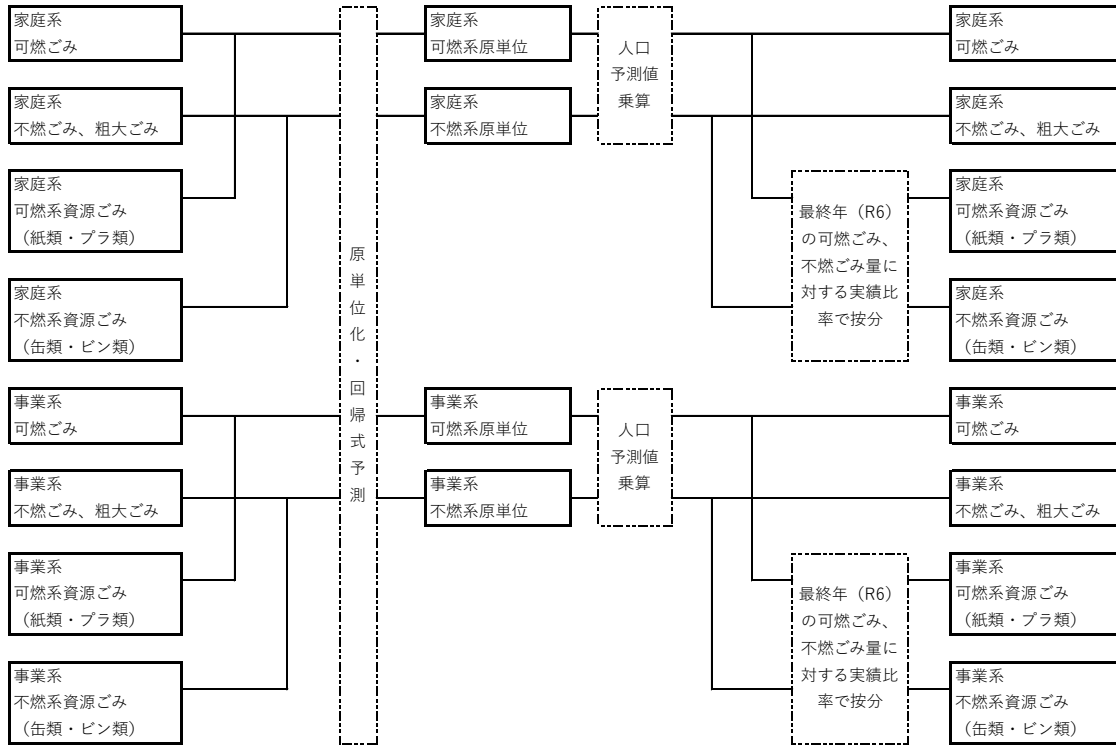 家庭系
可燃ごみ
家庭系
不燃ごみ、粗大ごみ
家庭系
可燃系資源ごみ
（紙類・プラ類）
家庭系
不燃系資源ごみ
（缶類・ビン類）
事業系
可燃ごみ
事業系
不燃ごみ、粗大ごみ
事業系
可燃系資源ごみ
（紙類・プラ類）
事業系
不燃系資源ごみ
（缶類・ビン類）
原単位化・回帰式予測
家庭系
可燃系原単位
家庭系
不燃系原単位
事業系
可燃系原単位
事業系
不燃系原単位
人口
予測値
乗算
人口
予測値
乗算
最終年（R6）
の可燃ごみ、
不燃ごみ量に
対する実績比
率で按分
最終年（R6）
の可燃ごみ、
不燃ごみ量に
対する実績比
率で按分
家庭系
可燃ごみ
家庭系
不燃ごみ、粗大ごみ
家庭系
可燃系資源ごみ
（紙類・プラ類）
家庭系
不燃系資源ごみ
（缶類・ビン類）
事業系
可燃ごみ
事業系
不燃ごみ、粗大ごみ
事業系
可燃系資源ごみ
（紙類・プラ類）
事業系
不燃系資源ごみ
（缶類・ビン類）